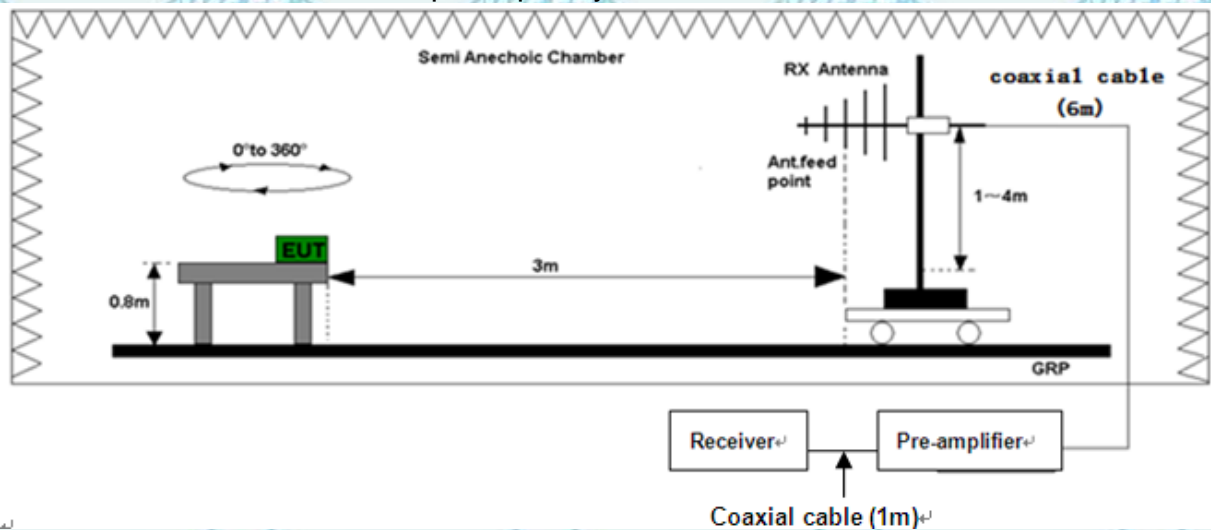 Semi Anechoic Chamber
RX Antenna
coaxial cable
(6m)
0°to 360°
Ant.feed
point
1~4m
EUT
3m
0.8m
GRP
Receiver↵
Pre-amplifier↵
Coaxial cable (1m)↵
↵